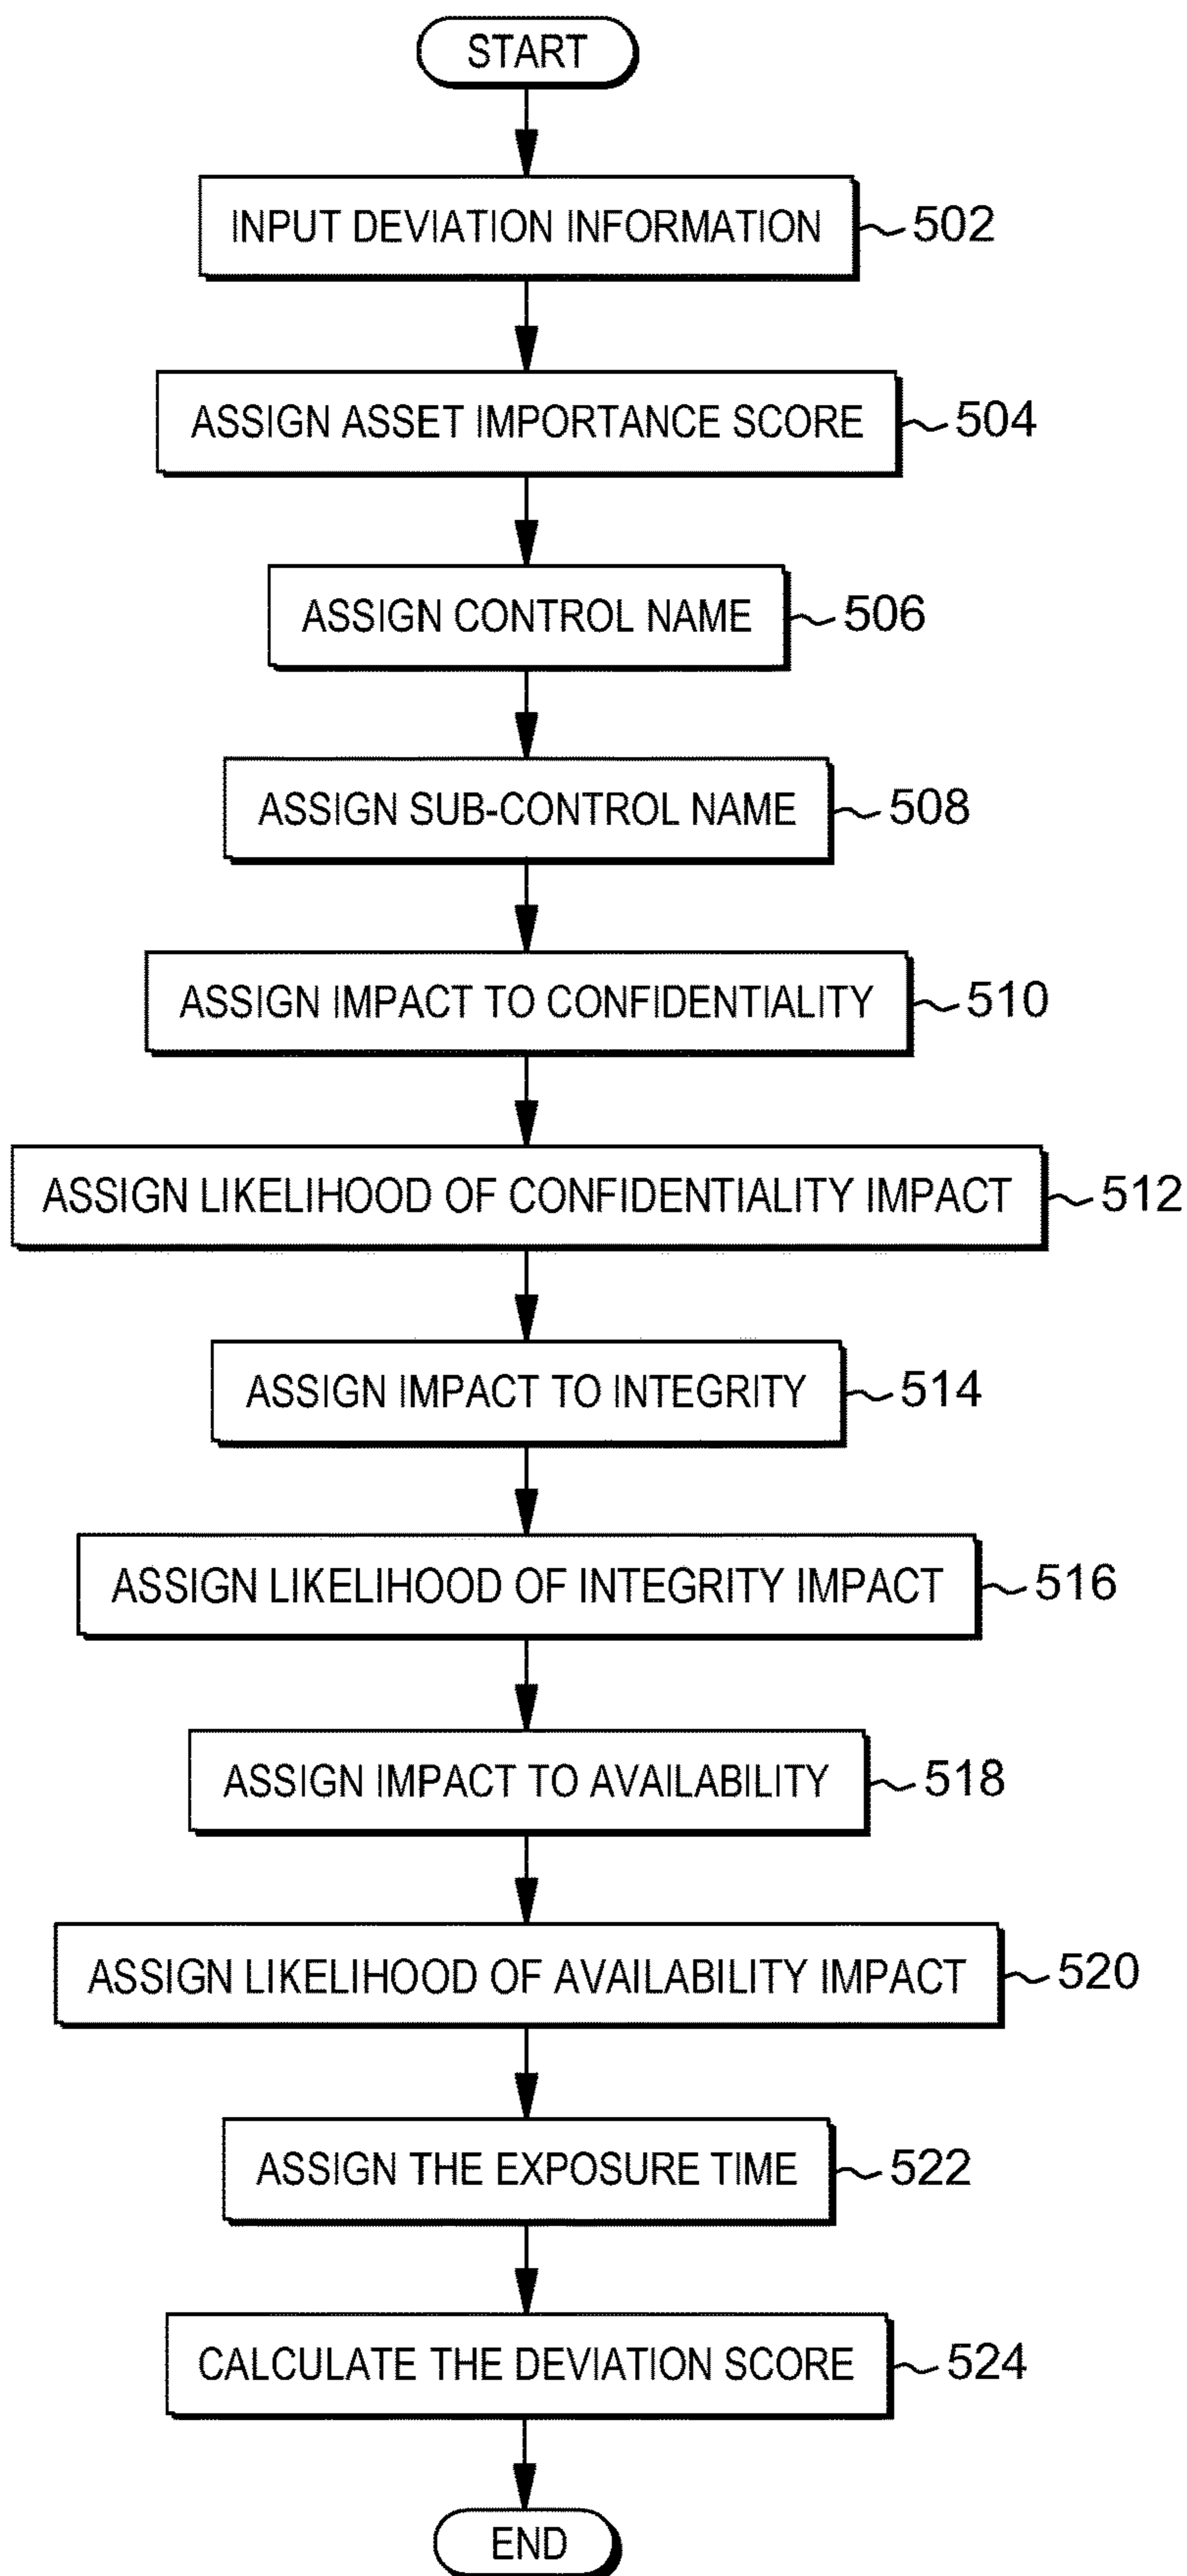 START
INPUT DEVIATION INFORMATION 502
ASSIGN ASSET IMPORTANCE SCORE 504
ASSIGN CONTROL NAME 506
ASSIGN SUB-CONTROL NAME 508
ASSIGN IMPACT TO CONFIDENTIALITY 510
ASSIGN LIKELIHOOD OF CONFIDENTIALITY IMPACT 512
ASSIGN IMPACT TO INTEGRITY 514
ASSIGN LIKELIHOOD OF INTEGRITY IMPACT 516
ASSIGN IMPACT TO AVAILABILITY 518
ASSIGN LIKELIHOOD OF AVAILABILITY IMPACT 520
ASSIGN THE EXPOSURE TIME 522
CALCULATE THE DEVIATION SCORE 524
END